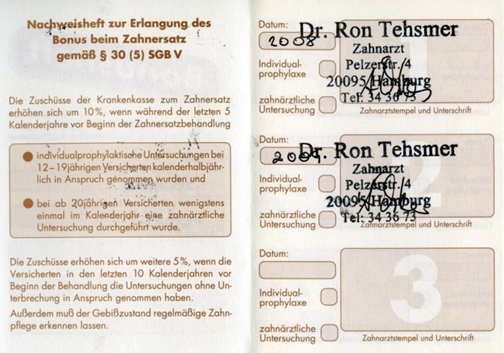 Nachweisheft zur Erlangung des
Bonus beim Zahnersatz
gemäß § 30 (5) SGB V
Die Zuschüsse der Krankenkasse zum Zahnersatz
erhöhen sich um 10%, wenn während der letzten 5
Kalenderjahre vor Beginn der Zahnersatzbehandlung
individualprophylaktische Untersuchungen bei
12–19jährigen Versicherten kalenderhalbjähr-
lich in Anspruch genommen wurden und
bei ab 20jährigen Versicherten wenigstens
einmal im Kalenderjahr eine zahnärztliche
Untersuchung durchgeführt wurde.
Die Zuschüsse erhöhen sich um weitere 5%, wenn die
Versicherten in den letzten 10 Kalenderjahren vor
Beginn der Behandlung die Untersuchungen ohne Un-
terbrechung in Anspruch genommen haben.
Außerdem muß der Gebißzustand regelmäßige Zahn-
pflege erkennen lassen.
Datum:
2008
Individual-
prophylaxe
zahnärztliche
Untersuchung
1
Dr. Ron Tehsmer
Zahnarzt
Pelzerstr. 4
20095 Hamburg
Tel: 34 36 73
Zahnarztstempel und Unterschrift
Datum:
2009
Individual-
prophylaxe
zahnärztliche
Untersuchung
2
Dr. Ron Tehsmer
Zahnarzt
Pelzerstr. 4
20095 Hamburg
Tel: 34 36 73
Zahnarztstempel und Unterschrift
Datum:
Individual-
prophylaxe
zahnärztliche
Untersuchung
3
Zahnarztstempel und Unterschrift